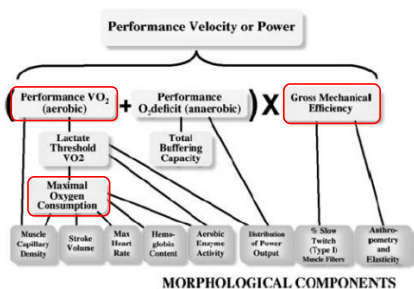 Performance Velocity or Power
(
Performance VO2
(aerobic)
+
Performance
O2deficit (anaerobic)
)
X
Gross Mechanical
Efficiency
Lactate
Threshold
VO2
Total
Buffering
Capacity
Maximal
Oxygen
Consumption
Muscle
Capillary
Density
Stroke
Volume
Max
Heart
Rate
Hemo-
globin
Content
Aerobic
Enzyme
Activity
Distribution
of Power
Output
% Slow
Twitch
(Type I)
Muscle Fibers
Anthro-
pometry
and
Elasticity
MORPHOLOGICAL COMPONENTS